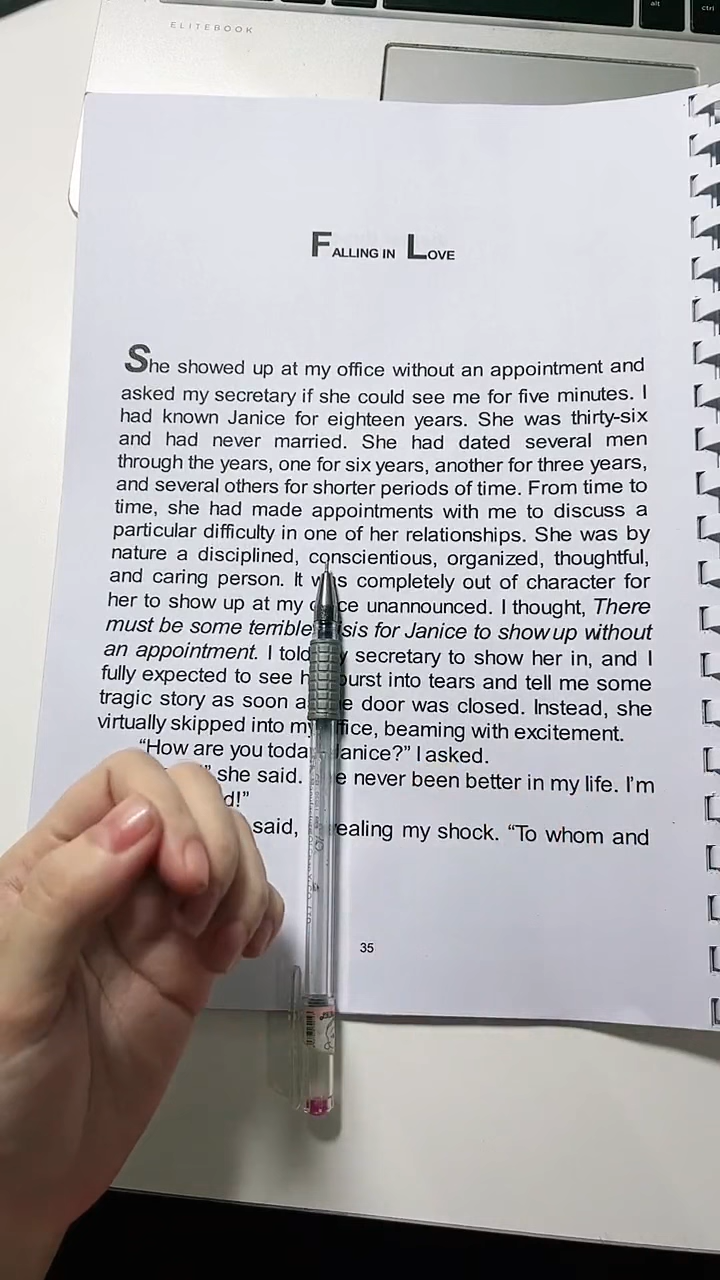 alt
ctrl
ELITEBOOK
FALLING IN LOVE
She showed up at my office without an appointment and
asked my secretary if she could see me for five minutes. I
had known Janice for eighteen years. She was thirty-six
and had never married. She had dated several men
through the years, one for six years, another for three years,
and several others for shorter periods of time. From time to
time, she had made appointments with me to discuss a
particular difficulty in one of her relationships. She was by
nature a disciplined, conscientious, organized, thoughtful,
and caring person. It was completely out of character for
her to show up at my ce unannounced. I thought, There
must be some terrible isis for Janice to show up without
an appointment. I told y secretary to show her in, and I
fully expected to see h burst into tears and tell me some
tragic story as soon a e door was closed. Instead, she
virtually skipped into my fice, beaming with excitement.
“How are you today Janice?” I asked.
” she said. e never been better in my life. I’m
d!”
said, ealing my shock. “To whom and
35